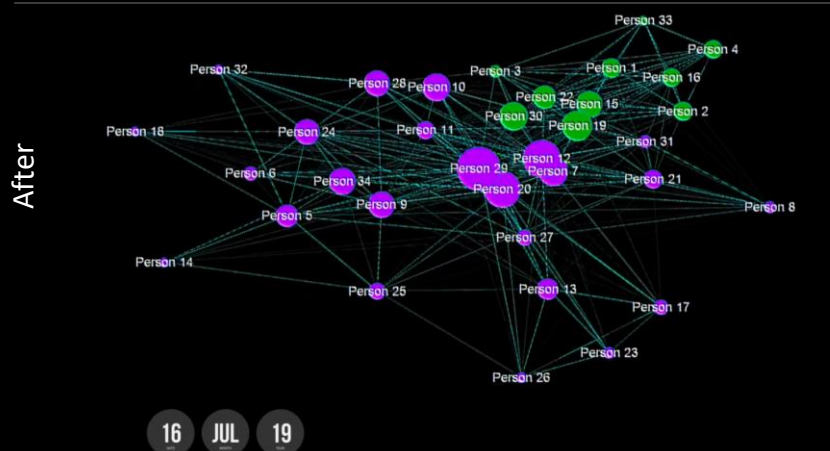 After
Person 33
Person 4
Person 32
Person 3
Person 1
Person 16
Person 28
Person 10
Person 22
Person 15
Person 2
Person 30
Person 19
Person 18
Person 24
Person 11
Person 31
Person 12
Person 29
Person 7
Person 6
Person 34
Person 20
Person 21
Person 5
Person 9
Person 8
Person 27
Person 14
Person 25
Person 13
Person 17
Person 23
Person 26
16 JUL 19